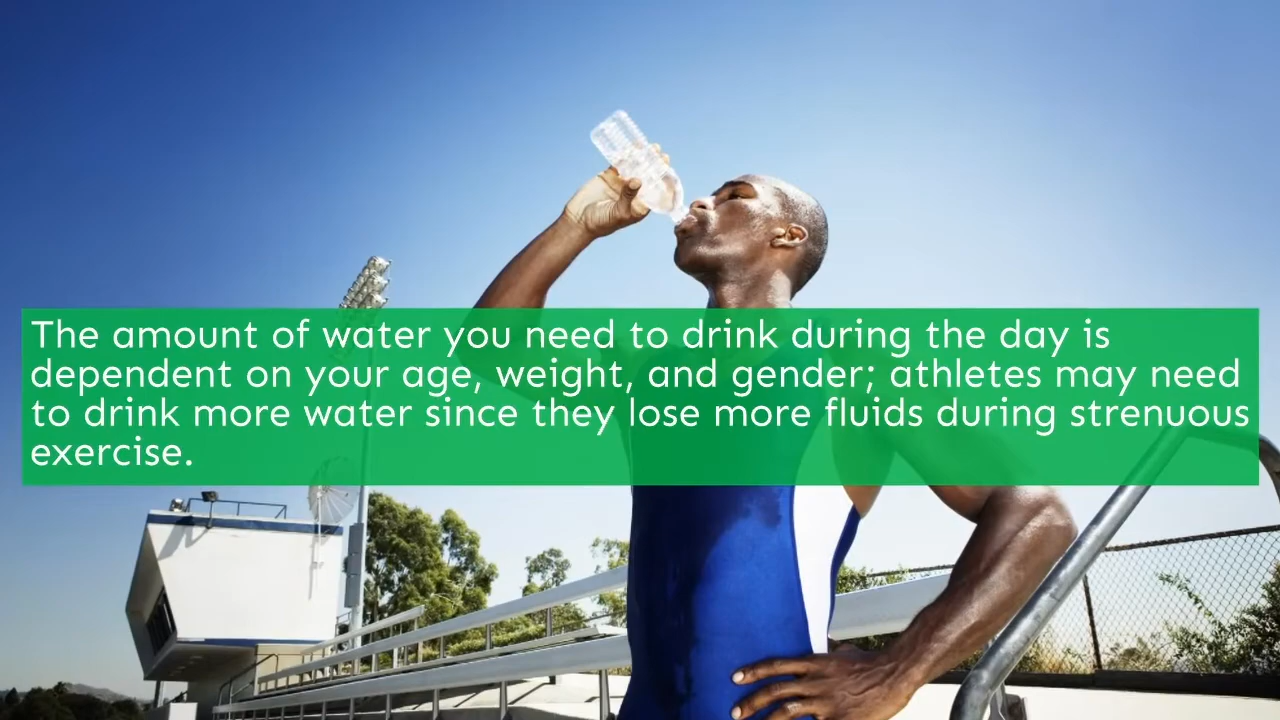 The amount of water you need to drink during the day is
dependent on your age, weight, and gender; athletes may need
to drink more water since they lose more fluids during strenuous
exercise.